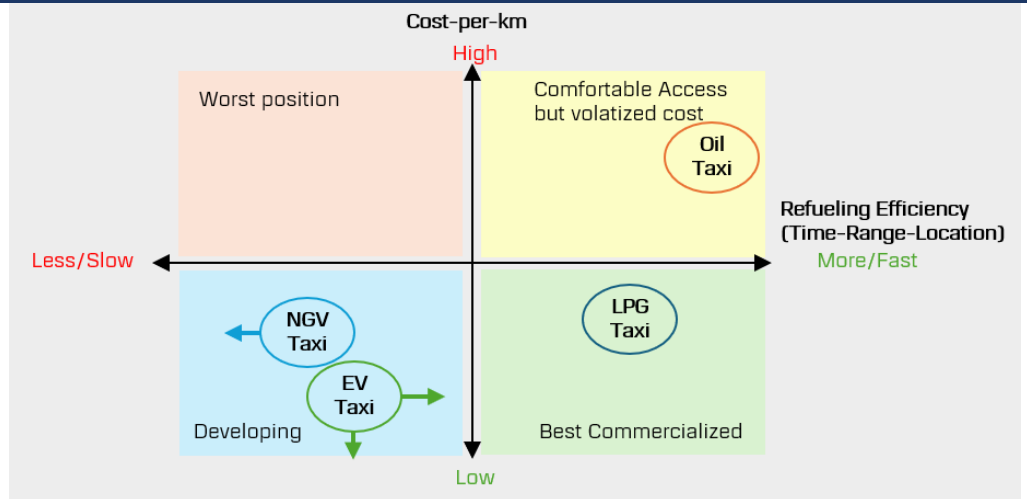 Cost-per-km
High
Worst position
Comfortable Access
but volatized cost
Oil
Taxi
Refueling Efficiency
(Time-Range-Location)
Less/Slow
More/Fast
NGV
Taxi
LPG
Taxi
EV
Taxi
Developing
Best Commercialized
Low